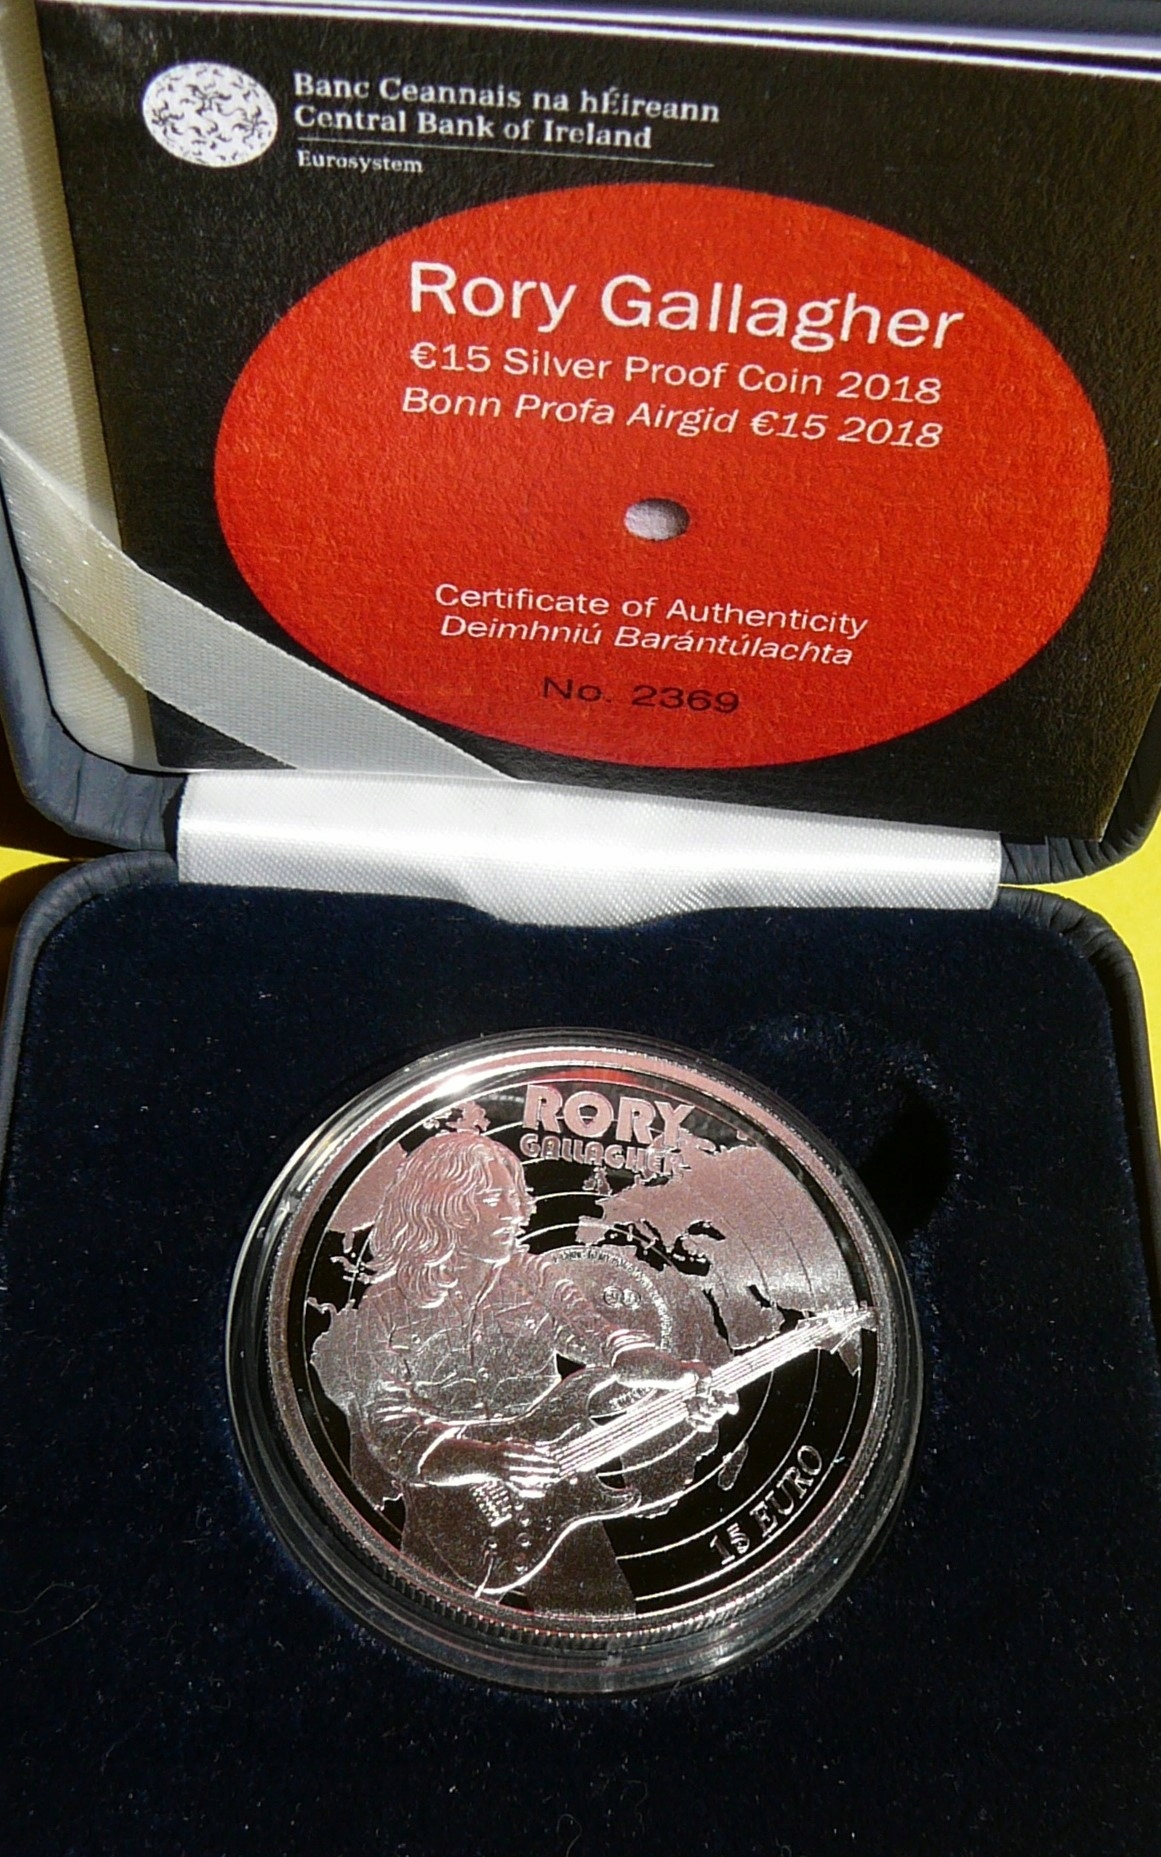 Banc Ceannais na hÉireann
Central Bank of Ireland
Eurosystem
Rory Gallagher
€15 Silver Proof Coin 2018
Bonn Profa Airgid €15 2018
Certificate of Authenticity
Deimhniú Barántúlachta
No. 2369
RORY
GALLAGHER
15 EURO